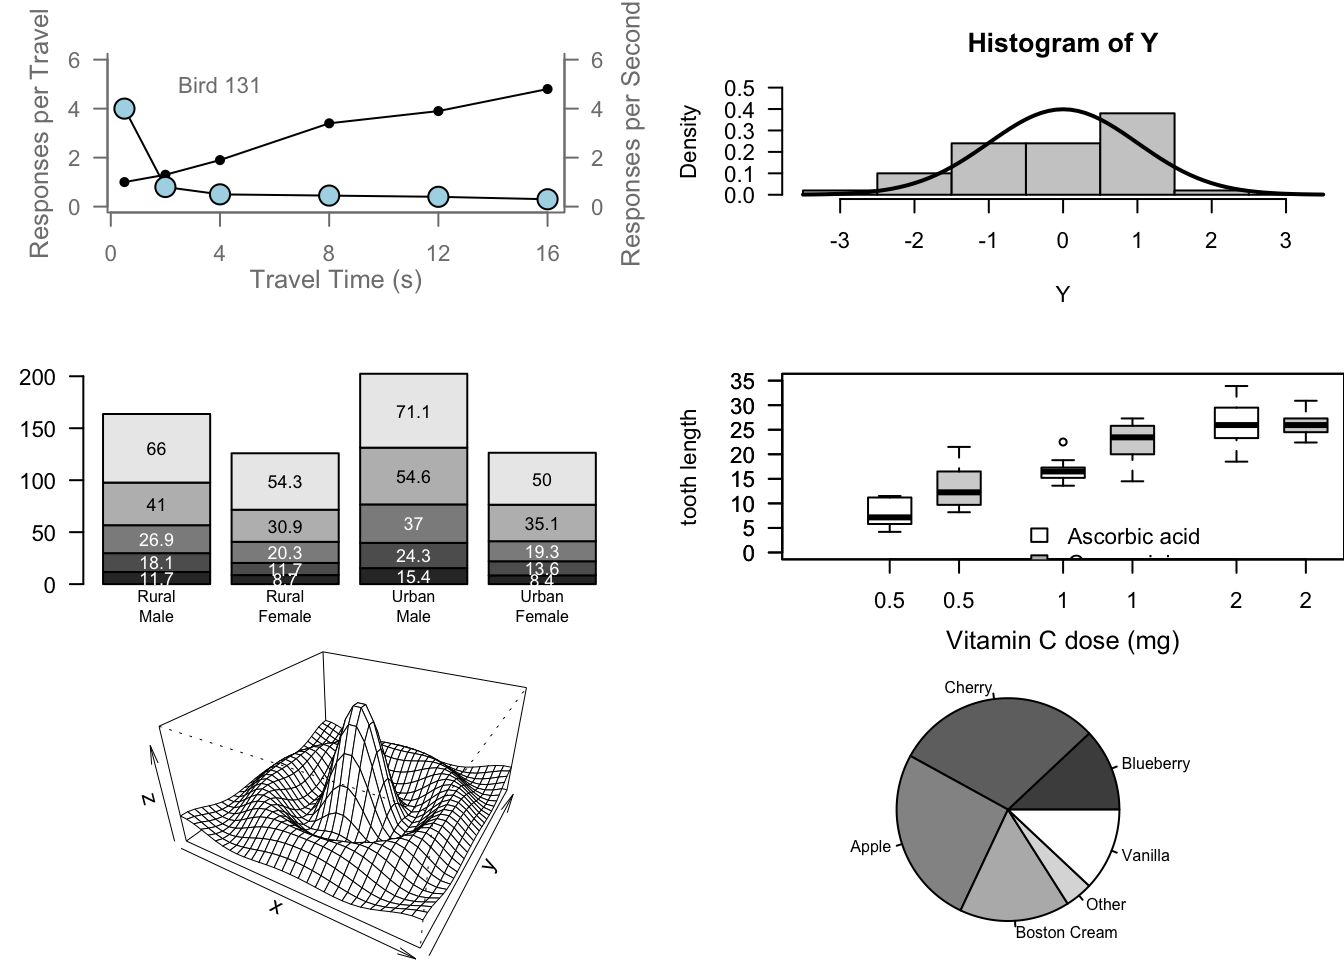 Responses per Travel
6
4
2
0
Bird 131
6
4
2
0
Responses per Second
0 4 8 12 16
Travel Time (s)
Histogram of Y
Density
0.5
0.4
0.3
0.2
0.1
0.0
-3 -2 -1 0 1 2 3
Y
200
150
100
50
0
66
41
26.9
18.1
11.7
54.3
30.9
20.3
11.7
8.7
71.1
54.6
37
24.3
15.4
50
35.1
19.3
13.6
8.4
Rural
Male
Rural
Female
Urban
Male
Urban
Female
tooth length
35
30
25
20
15
10
5
0
Ascorbic acid
0.5 0.5 1 1 2 2
Vitamin C dose (mg)
z
x
y
Cherry
Blueberry
Apple
Vanilla
Other
Boston Cream